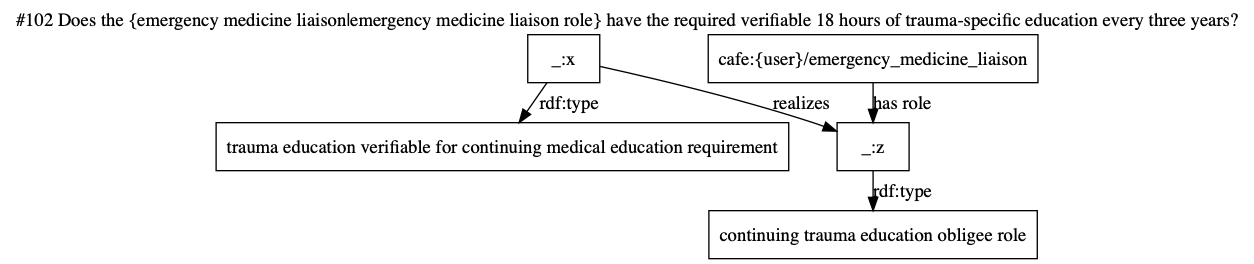 #102 Does the {emergency medicine liaison|emergency medicine liaison role} have the required verifiable 18 hours of trauma-specific education every three years?
_:x
cafe:{user}/emergency_medicine_liaison
rdf:type
realizes
has role
trauma education verifiable for continuing medical education requirement
_:z
rdf:type
continuing trauma education obligee role